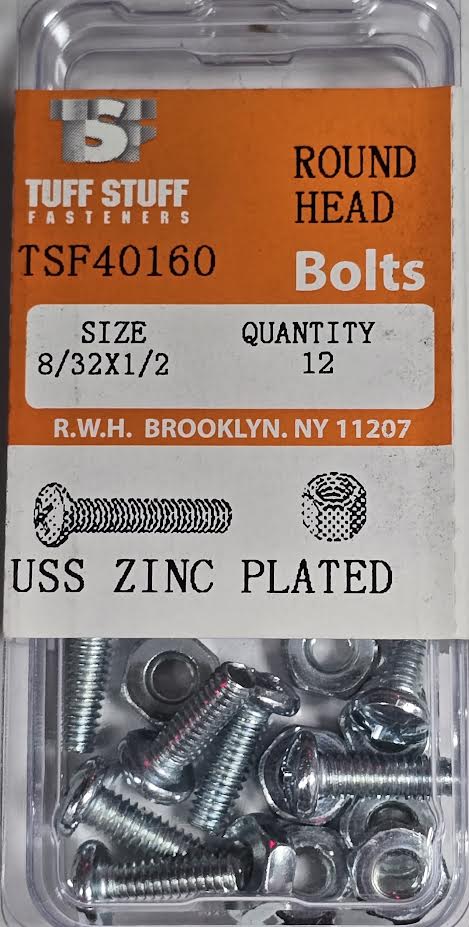 TSF
TUFF STUFF
FASTENERS
ROUND
HEAD
TSF40160
Bolts
SIZE
QUANTITY
8/32X1/2
12
R.W.H. BROOKLYN. NY 11207
USS ZINC PLATED